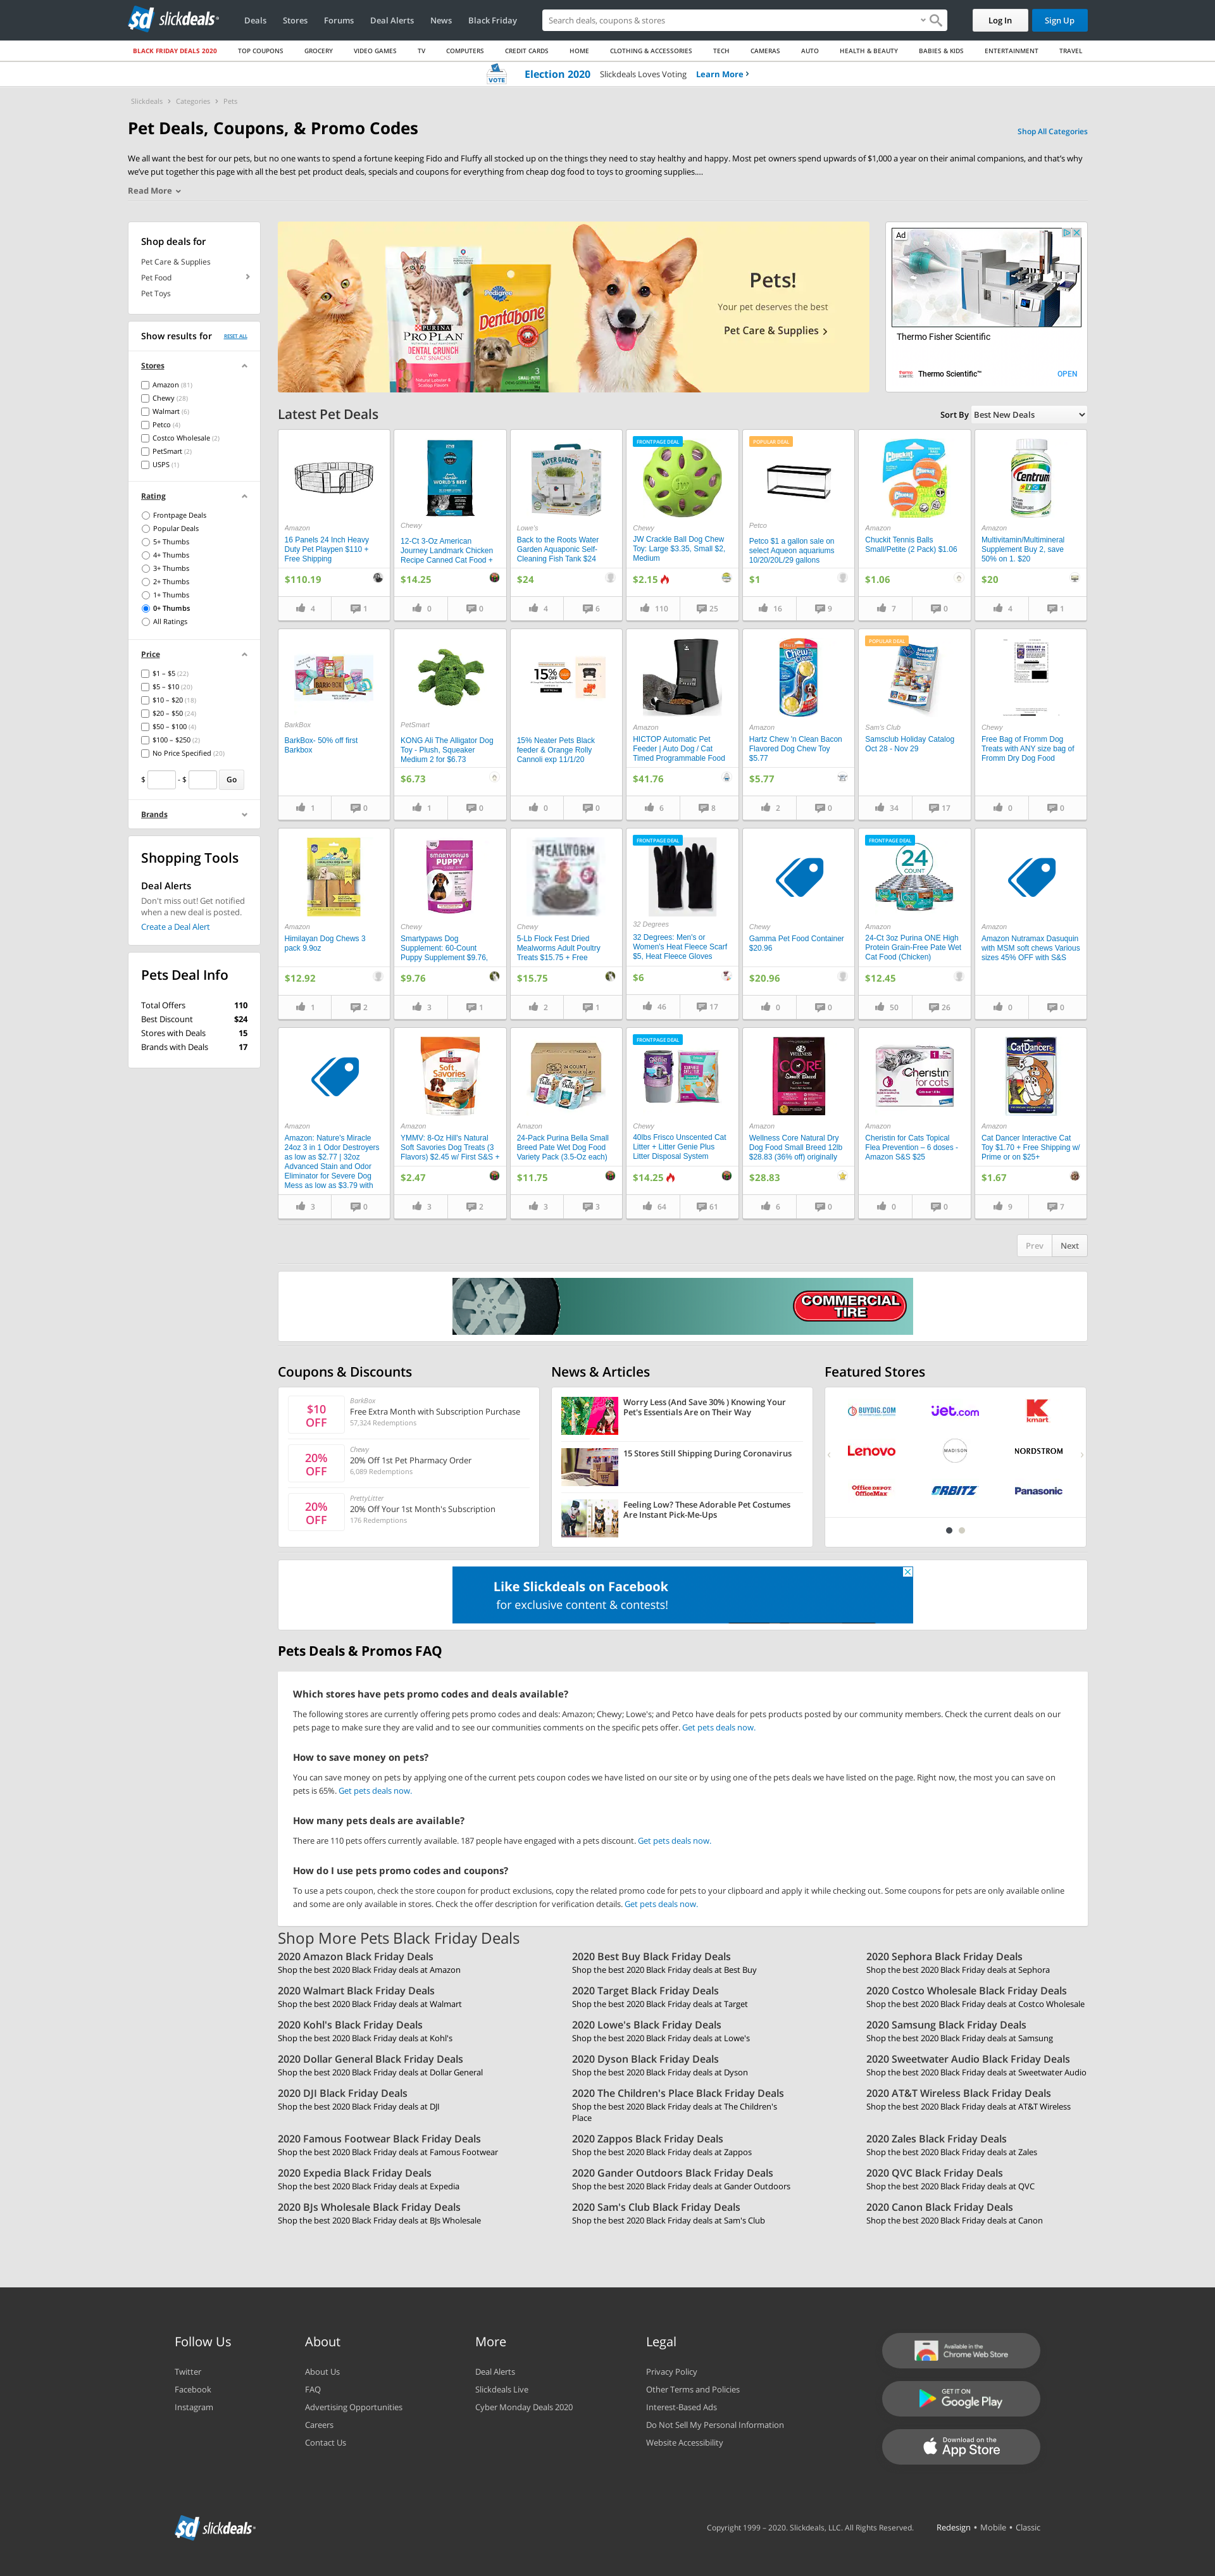 slickdeals
Deals Stores Forums Deal Alerts News Black Friday
Search deals, coupons & stores
Log In Sign Up
BLACK FRIDAY DEALS 2020 TOP COUPONS GROCERY VIDEO GAMES TV COMPUTERS CREDIT CARDS HOME CLOTHING & ACCESSORIES TECH CAMERAS AUTO HEALTH & BEAUTY BABIES & KIDS ENTERTAINMENT TRAVEL
VOTE Election 2020 Slickdeals Loves Voting Learn More
Slickdeals Categories Pets
Pet Deals, Coupons, & Promo Codes
Shop All Categories
We all want the best for our pets, but no one wants to spend a fortune keeping Fido and Fluffy all stocked up on the things they need to stay healthy and happy. Most pet owners spend upwards of $1,000 a year on their animal companions, and that's why
we've put together this page with all the best pet product deals, specials and coupons for everything from cheap dog food to toys to grooming supplies....
Read More
Shop deals for
Pet Care & Supplies
Pet Food
Pet Toys
Show results for RESET ALL
Stores
Amazon (81)
Chewy (28)
Walmart (6)
Petco (4)
Costco Wholesale (2)
PetSmart (2)
USPS (1)
Rating
Frontpage Deals
Popular Deals
5+ Thumbs
4+ Thumbs
3+ Thumbs
2+ Thumbs
1+ Thumbs
0+ Thumbs
All Ratings
Price
$1 – $5 (22)
$5 – $10 (20)
$10 – $20 (18)
$20 – $50 (24)
$50 – $100 (4)
$100 – $250 (2)
No Price Specified (20)
$ - $ Go
Brands
Shopping Tools
Deal Alerts
Don't miss out! Get notified
when a new deal is posted.
Create a Deal Alert
Pets Deal Info
Total Offers 110
Best Discount $24
Stores with Deals 15
Brands with Deals 17
PURINA
PRO PLAN
DENTAL CRUNCH
CAT SNACKS
Pedigree
Dentabone
Pets!
Your pet deserves the best
Pet Care & Supplies
Ad
Thermo Fisher Scientific
Thermo Scientific™ OPEN
Latest Pet Deals
Sort By Best New Deals
Amazon
16 Panels 24 Inch Heavy
Duty Pet Playpen $110 +
Free Shipping
$110.19
4 1
Chewy
12-Ct 3-Oz American
Journey Landmark Chicken
Recipe Canned Cat Food +
$14.25
0 0
Lowe's
Back to the Roots Water
Garden Aquaponic Self-
Cleaning Fish Tank $24
$24
4 6
FRONTPAGE DEAL
Chewy
JW Crackle Ball Dog Chew
Toy: Large $3.35, Small $2,
Medium
$2.15
110 25
POPULAR DEAL
Petco
Petco $1 a gallon sale on
select Aqueon aquariums
10/20/20L/29 gallons
$1
16 9
Amazon
Chuckit Tennis Balls
Small/Petite (2 Pack) $1.06
$1.06
7 0
Centrum
Amazon
Multivitamin/Multimineral
Supplement Buy 2, save
50% on 1. $20
$20
4 1
BarkBox
BarkBox- 50% off first
Barkbox
1 0
PetSmart
KONG Ali The Alligator Dog
Toy - Plush, Squeaker
Medium 2 for $6.73
$6.73
1 0
15% OFF
15% Neater Pets Black
feeder & Orange Rolly
Cannoli exp 11/1/20
0 0
Amazon
HICTOP Automatic Pet
Feeder | Auto Dog / Cat
Timed Programmable Food
$41.76
6 8
Amazon
Hartz Chew 'n Clean Bacon
Flavored Dog Chew Toy
$5.77
$5.77
2 0
POPULAR DEAL
Sam's Club
Samsclub Holiday Catalog
Oct 28 - Nov 29
34 17
Chewy
Free Bag of Fromm Dog
Treats with ANY size bag of
Fromm Dry Dog Food
0 0
Amazon
Himilayan Dog Chews 3
pack 9.9oz
$12.92
1 2
SMARTYPAWS
PUPPY
Chewy
Smartypaws Dog
Supplement: 60-Count
Puppy Supplement $9.76,
$9.76
3 1
MEALWORM
Chewy
5-Lb Flock Fest Dried
Mealworms Adult Poultry
Treats $15.75 + Free
$15.75
2 1
FRONTPAGE DEAL
32 Degrees
32 Degrees: Men's or
Women's Heat Fleece Scarf
$5, Heat Fleece Gloves
$6
46 17
Chewy
Gamma Pet Food Container
$20.96
$20.96
0 0
FRONTPAGE DEAL
24
COUNT
Amazon
24-Ct 3oz Purina ONE High
Protein Grain-Free Pate Wet
Cat Food (Chicken)
$12.45
50 26
Amazon
Amazon Nutramax Dasuquin
with MSM soft chews Various
sizes 45% OFF with S&S
0 0
Amazon
Amazon: Nature's Miracle
24oz 3 in 1 Odor Destroyers
as low as $2.77 | 32oz
Advanced Stain and Odor
Eliminator for Severe Dog
Mess as low as $3.79 with
3 0
Soft Savories
Amazon
YMMV: 8-Oz Hill's Natural
Soft Savories Dog Treats (3
Flavors) $2.45 w/ First S&S +
$2.47
3 2
Amazon
24-Pack Purina Bella Small
Breed Pate Wet Dog Food
Variety Pack (3.5-Oz each)
$11.75
3 3
FRONTPAGE DEAL
Chewy
40lbs Frisco Unscented Cat
Litter + Litter Genie Plus
Litter Disposal System
$14.25
64 61
WELLNESS
CORE
Small Breed
Amazon
Wellness Core Natural Dry
Dog Food Small Breed 12lb
$28.83 (36% off) originally
$28.83
6 0
Cheristin
for cats
Amazon
Cheristin for Cats Topical
Flea Prevention – 6 doses -
Amazon S&S $25
0 0
CatDancer
Amazon
Cat Dancer Interactive Cat
Toy $1.70 + Free Shipping w/
Prime or on $25+
$1.67
9 7
Prev Next
COMMERCIAL
TIRE
Coupons & Discounts
$10
OFF
BarkBox
Free Extra Month with Subscription Purchase
57,324 Redemptions
20%
OFF
Chewy
20% Off 1st Pet Pharmacy Order
6,089 Redemptions
20%
OFF
PrettyLitter
20% Off Your 1st Month's Subscription
176 Redemptions
News & Articles
Worry Less (And Save 30% ) Knowing Your
Pet's Essentials Are on Their Way
15 Stores Still Shipping During Coronavirus
Feeling Low? These Adorable Pet Costumes
Are Instant Pick-Me-Ups
Featured Stores
BUYDIG.COM jet.com Kmart
Lenovo MADISON NORDSTROM
Office DEPOT OfficeMax ORBITZ Panasonic
Like Slickdeals on Facebook
for exclusive content & contests!
Pets Deals & Promos FAQ
Which stores have pets promo codes and deals available?
The following stores are currently offering pets promo codes and deals: Amazon; Chewy; Lowe's; and Petco have deals for pets products posted by our community members. Check the current deals on our
pets page to make sure they are valid and to see our communities comments on the specific pets offer. Get pets deals now.
How to save money on pets?
You can save money on pets by applying one of the current pets coupon codes we have listed on our site or by using one of the pets deals we have listed on the page. Right now, the most you can save on
pets is 65%. Get pets deals now.
How many pets deals are available?
There are 110 pets offers currently available. 187 people have engaged with a pets discount. Get pets deals now.
How do I use pets promo codes and coupons?
To use a pets coupon, check the store coupon for product exclusions, copy the related promo code for pets to your clipboard and apply it while checking out. Some coupons for pets are only available online
and some are only available in stores. Check the offer description for verification details. Get pets deals now.
Shop More Pets Black Friday Deals
2020 Amazon Black Friday Deals
Shop the best 2020 Black Friday deals at Amazon
2020 Best Buy Black Friday Deals
Shop the best 2020 Black Friday deals at Best Buy
2020 Sephora Black Friday Deals
Shop the best 2020 Black Friday deals at Sephora
2020 Walmart Black Friday Deals
Shop the best 2020 Black Friday deals at Walmart
2020 Target Black Friday Deals
Shop the best 2020 Black Friday deals at Target
2020 Costco Wholesale Black Friday Deals
Shop the best 2020 Black Friday deals at Costco Wholesale
2020 Kohl's Black Friday Deals
Shop the best 2020 Black Friday deals at Kohl's
2020 Lowe's Black Friday Deals
Shop the best 2020 Black Friday deals at Lowe's
2020 Samsung Black Friday Deals
Shop the best 2020 Black Friday deals at Samsung
2020 Dollar General Black Friday Deals
Shop the best 2020 Black Friday deals at Dollar General
2020 Dyson Black Friday Deals
Shop the best 2020 Black Friday deals at Dyson
2020 Sweetwater Audio Black Friday Deals
Shop the best 2020 Black Friday deals at Sweetwater Audio
2020 DJI Black Friday Deals
Shop the best 2020 Black Friday deals at DJI
2020 The Children's Place Black Friday Deals
Shop the best 2020 Black Friday deals at The Children's
Place
2020 AT&T Wireless Black Friday Deals
Shop the best 2020 Black Friday deals at AT&T Wireless
2020 Famous Footwear Black Friday Deals
Shop the best 2020 Black Friday deals at Famous Footwear
2020 Zappos Black Friday Deals
Shop the best 2020 Black Friday deals at Zappos
2020 Zales Black Friday Deals
Shop the best 2020 Black Friday deals at Zales
2020 Expedia Black Friday Deals
Shop the best 2020 Black Friday deals at Expedia
2020 Gander Outdoors Black Friday Deals
Shop the best 2020 Black Friday deals at Gander Outdoors
2020 QVC Black Friday Deals
Shop the best 2020 Black Friday deals at QVC
2020 BJs Wholesale Black Friday Deals
Shop the best 2020 Black Friday deals at BJs Wholesale
2020 Sam's Club Black Friday Deals
Shop the best 2020 Black Friday deals at Sam's Club
2020 Canon Black Friday Deals
Shop the best 2020 Black Friday deals at Canon
Follow Us
Twitter
Facebook
Instagram
About
About Us
FAQ
Advertising Opportunities
Careers
Contact Us
More
Deal Alerts
Slickdeals Live
Cyber Monday Deals 2020
Legal
Privacy Policy
Other Terms and Policies
Interest-Based Ads
Do Not Sell My Personal Information
Website Accessibility
Available in the
Chrome Web Store
GET IT ON
Google Play
Download on the
App Store
slickdeals
Copyright 1999 – 2020. Slickdeals, LLC. All Rights Reserved. Redesign • Mobile • Classic